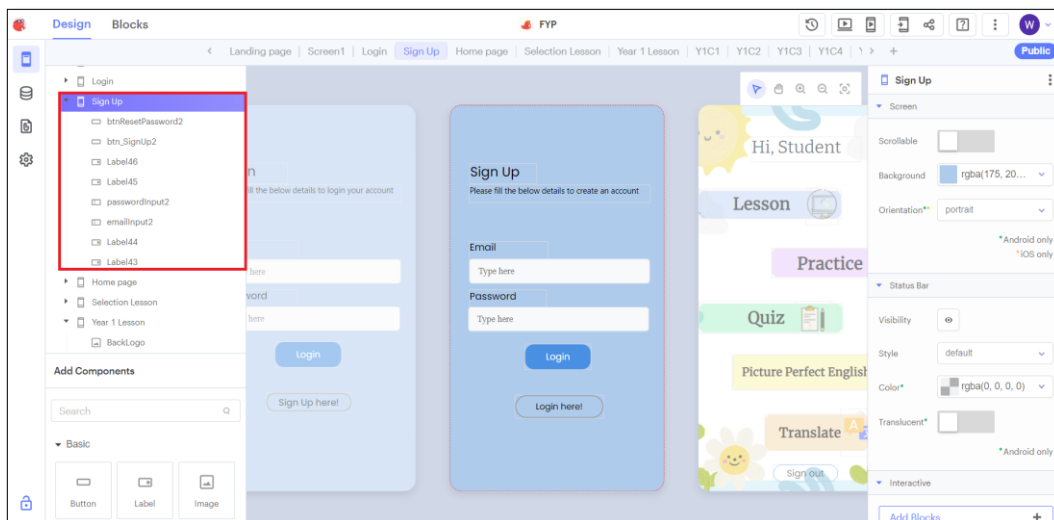 Design Blocks FYP W
Landing page Screen1 Login Sign Up Home page Selection Lesson Year 1 Lesson Y1C1 Y1C2 Y1C3 Y1C4 Public
Login
Sign Up
btnResetPassword2
btn_SignUp2
Label46
Label45
passwordInput2
emailInput2
Label44
Label43
Home page
Selection Lesson
Year 1 Lesson
BackLogo
Add Components
Search
Basic
Button Label Image
n
ill the below details to login your account
here
word
here
Login
Sign Up here!
Sign Up
Please fill the below details to create an account
Email
Type here
Password
Type here
Login
Login here!
Hi, Student
Lesson
Practice
Quiz
Picture Perfect English
Translate
Sign out
Sign Up
Screen
Scrollable
Background rgba(175, 20...
Orientation** portrait
*Android only
*iOS only
Status Bar
Visibility
Style default
Color* rgba(0, 0, 0, 0)
Translucent*
*Android only
Interactive
Add Blocks +